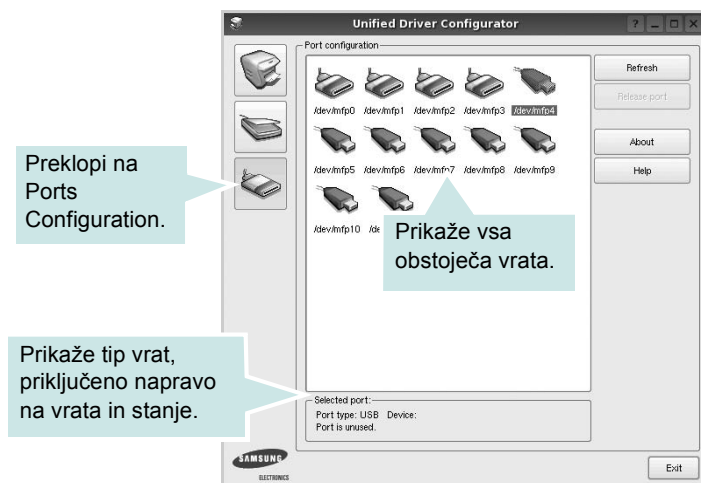 Unified Driver Configurator
Port configuration
/dev/mfp0 /dev/mfp1 /dev/mfp2 /dev/mfp3 /dev/mfp4
/dev/mfp5 /dev/mfp6 /dev/mfp7 /dev/mfp8 /dev/mfp9
/dev/mfp10
Refresh
Release port
About
Help
Preklopi na
Ports
Configuration.
Prikaže vsa
obstoječa vrata.
Prikaže tip vrat,
priključeno napravo
na vrata in stanje.
Selected port:
Port type: USB Device:
Port is unused.
SAMSUNG
ELECTRONICS
Exit